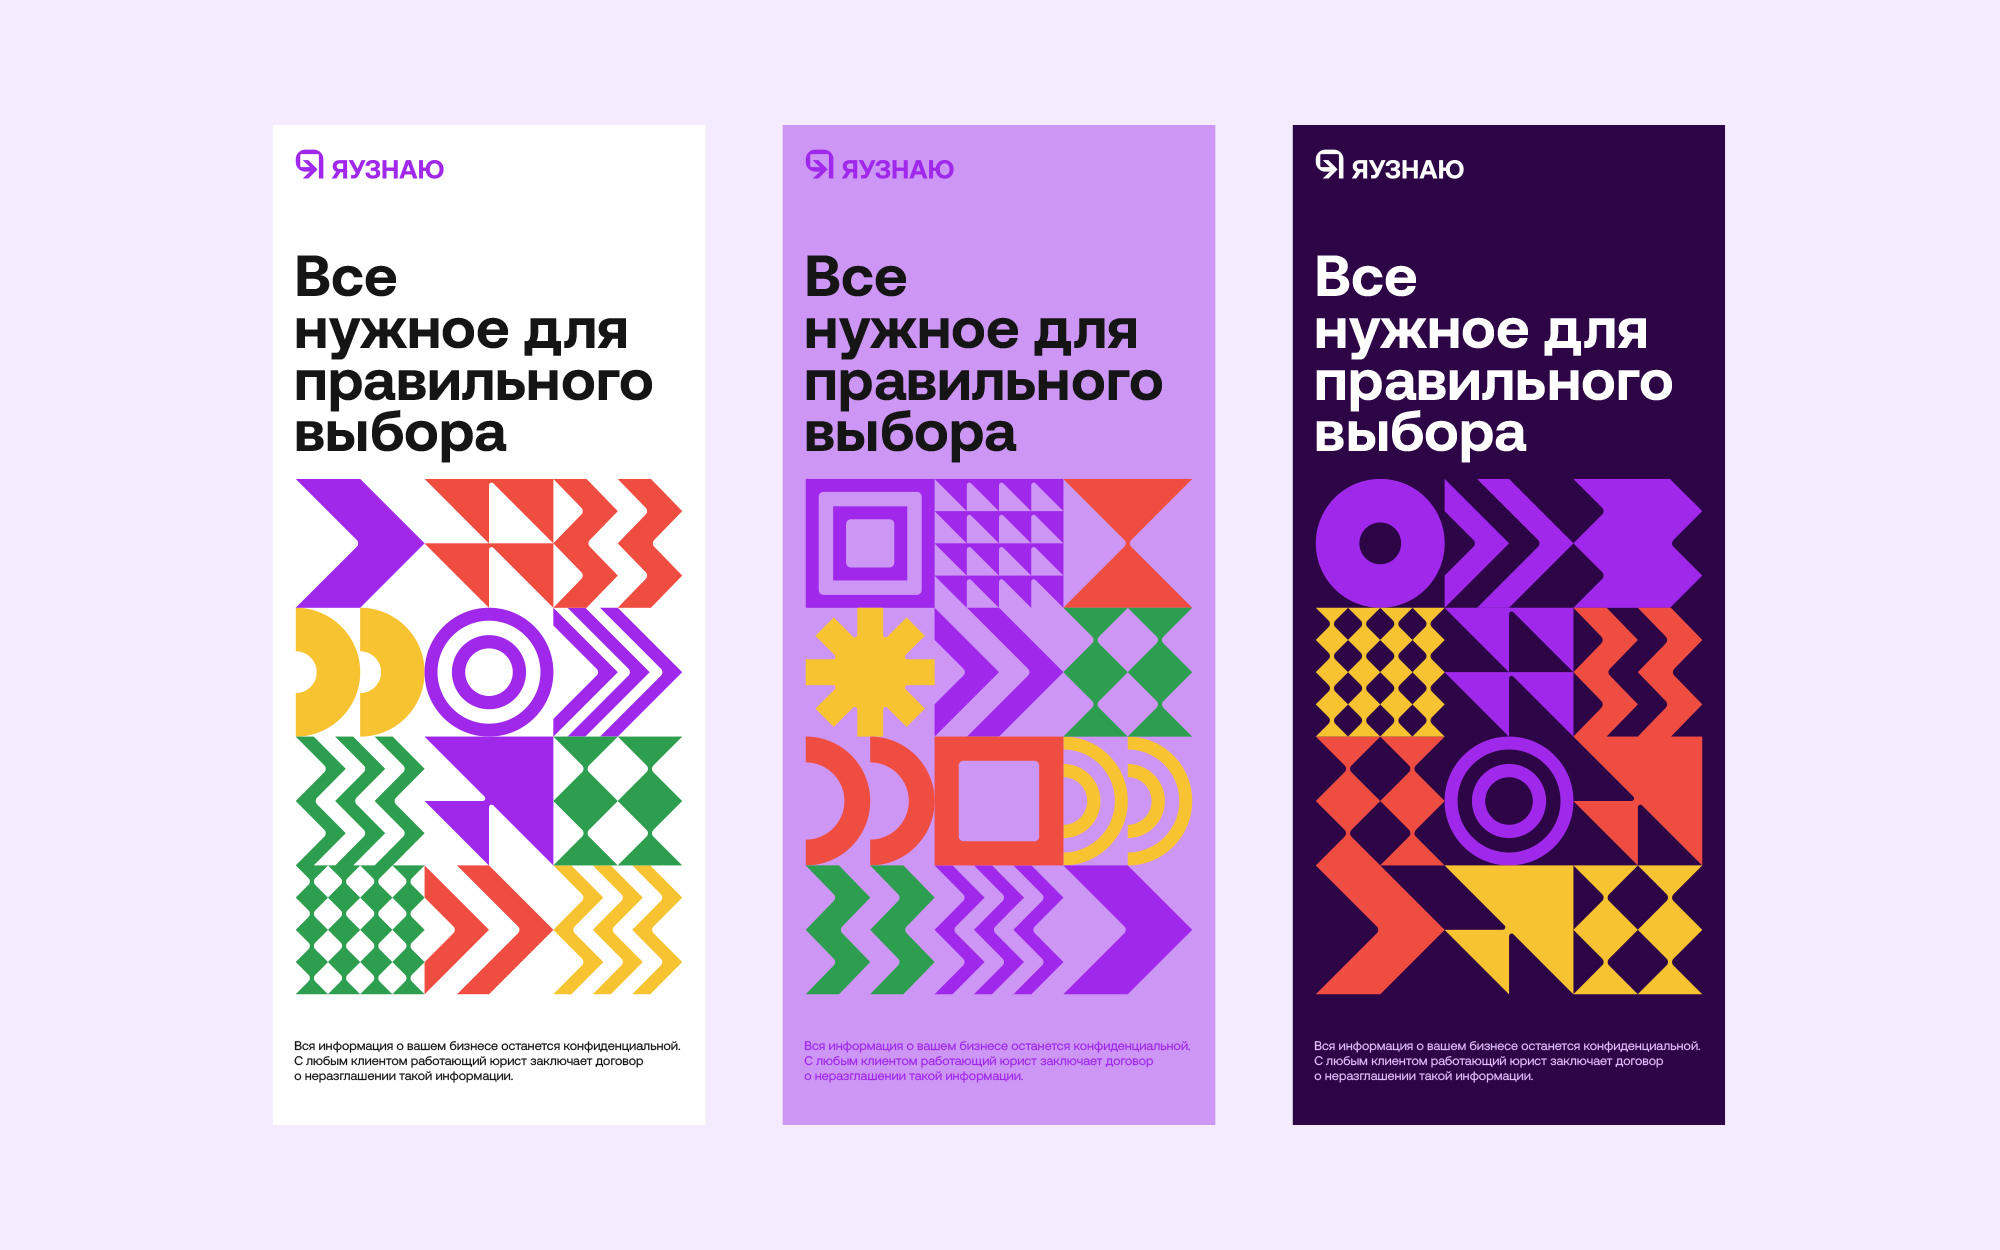 ЯУЗНАЮ
Все
нужное для
правильного
выбора
Вся информация о вашем бизнесе останется конфиденциальной.
С любым клиентом работающий юрист заключает договор
о неразглашении такой информации.
ЯУЗНАЮ
Все
нужное для
правильного
выбора
Вся информация о вашем бизнесе останется конфиденциальной.
С любым клиентом работающий юрист заключает договор
о неразглашении такой информации.
ЯУЗНАЮ
Все
нужное для
правильного
выбора
Вся информация о вашем бизнесе останется конфиденциальной.
С любым клиентом работающий юрист заключает договор
о неразглашении такой информации.